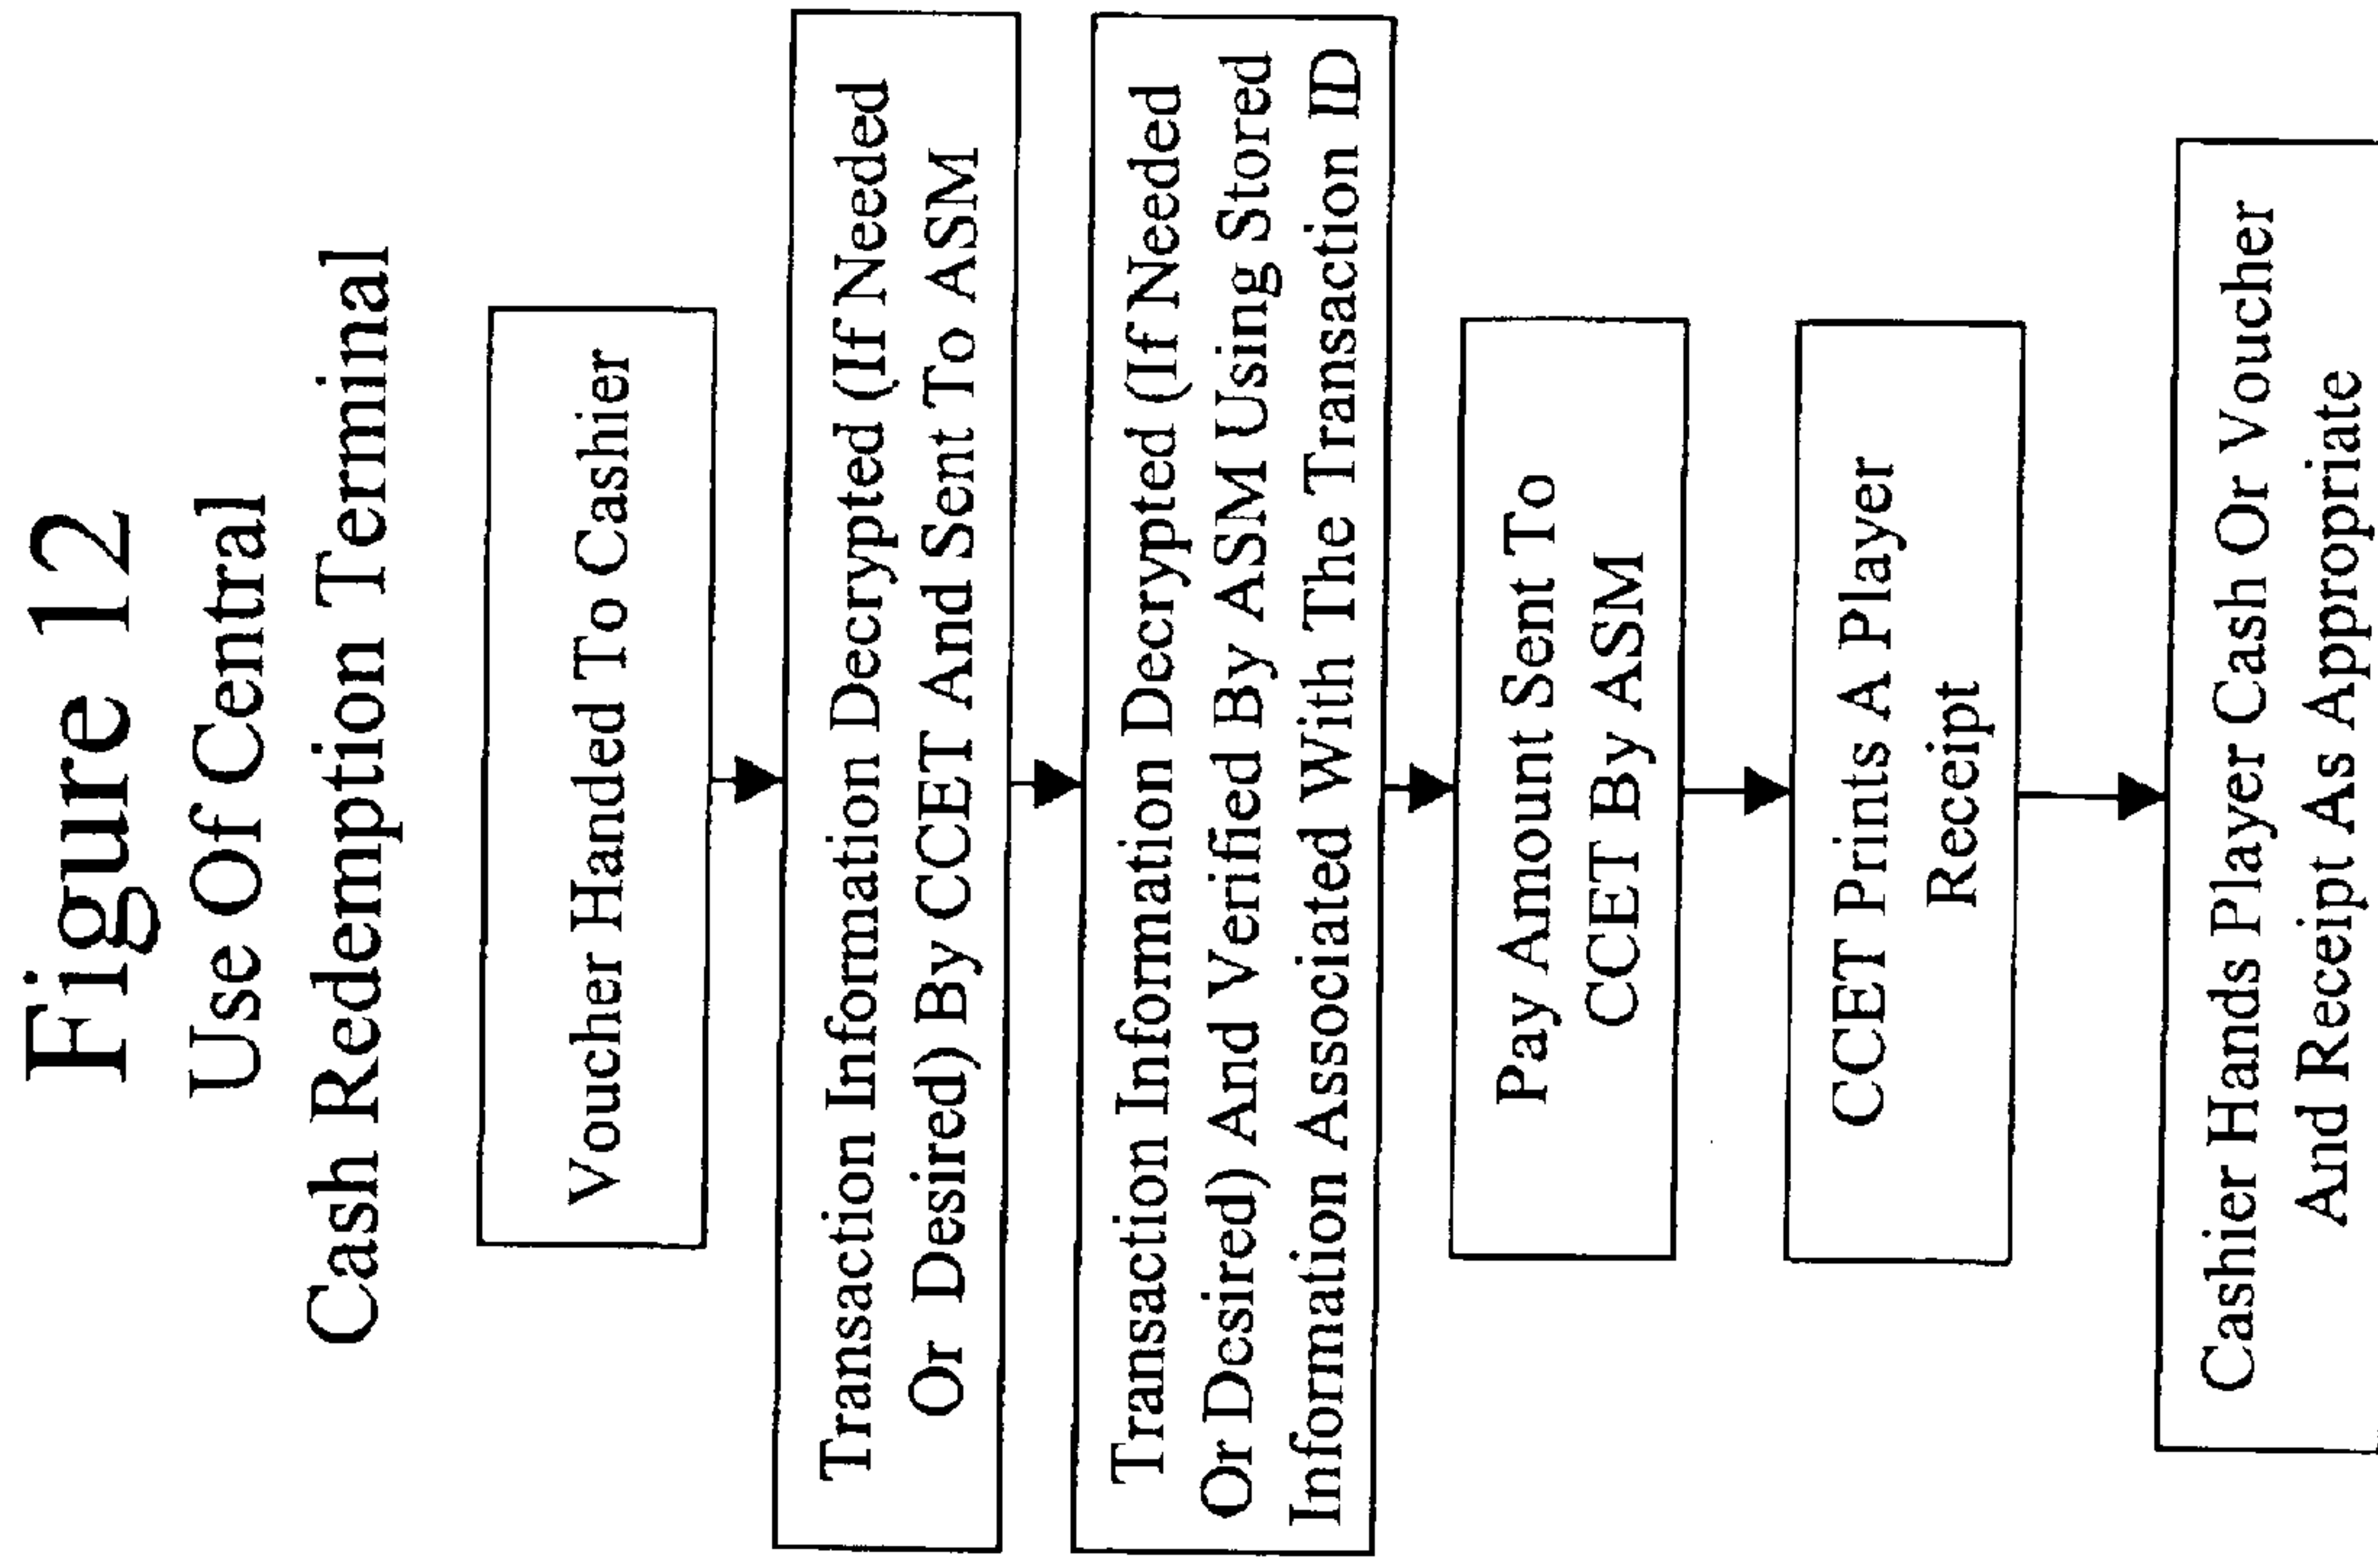 Figure 12
Use Of Central
Cash Redemption Terminal
Voucher Handed To Cashier
Transaction Information Decrypted (If Needed
Or Desired) By CCET And Sent To ASM
Transaction Information Decrypted (If Needed
Or Desired) And Verified By ASM Using Stored
Information Associated With The Transaction ID
Pay Amount Sent To
CCET By ASM
CCET Prints A Player
Receipt
Cashier Hands Player Cash Or Voucher
And Receipt As Appropriate